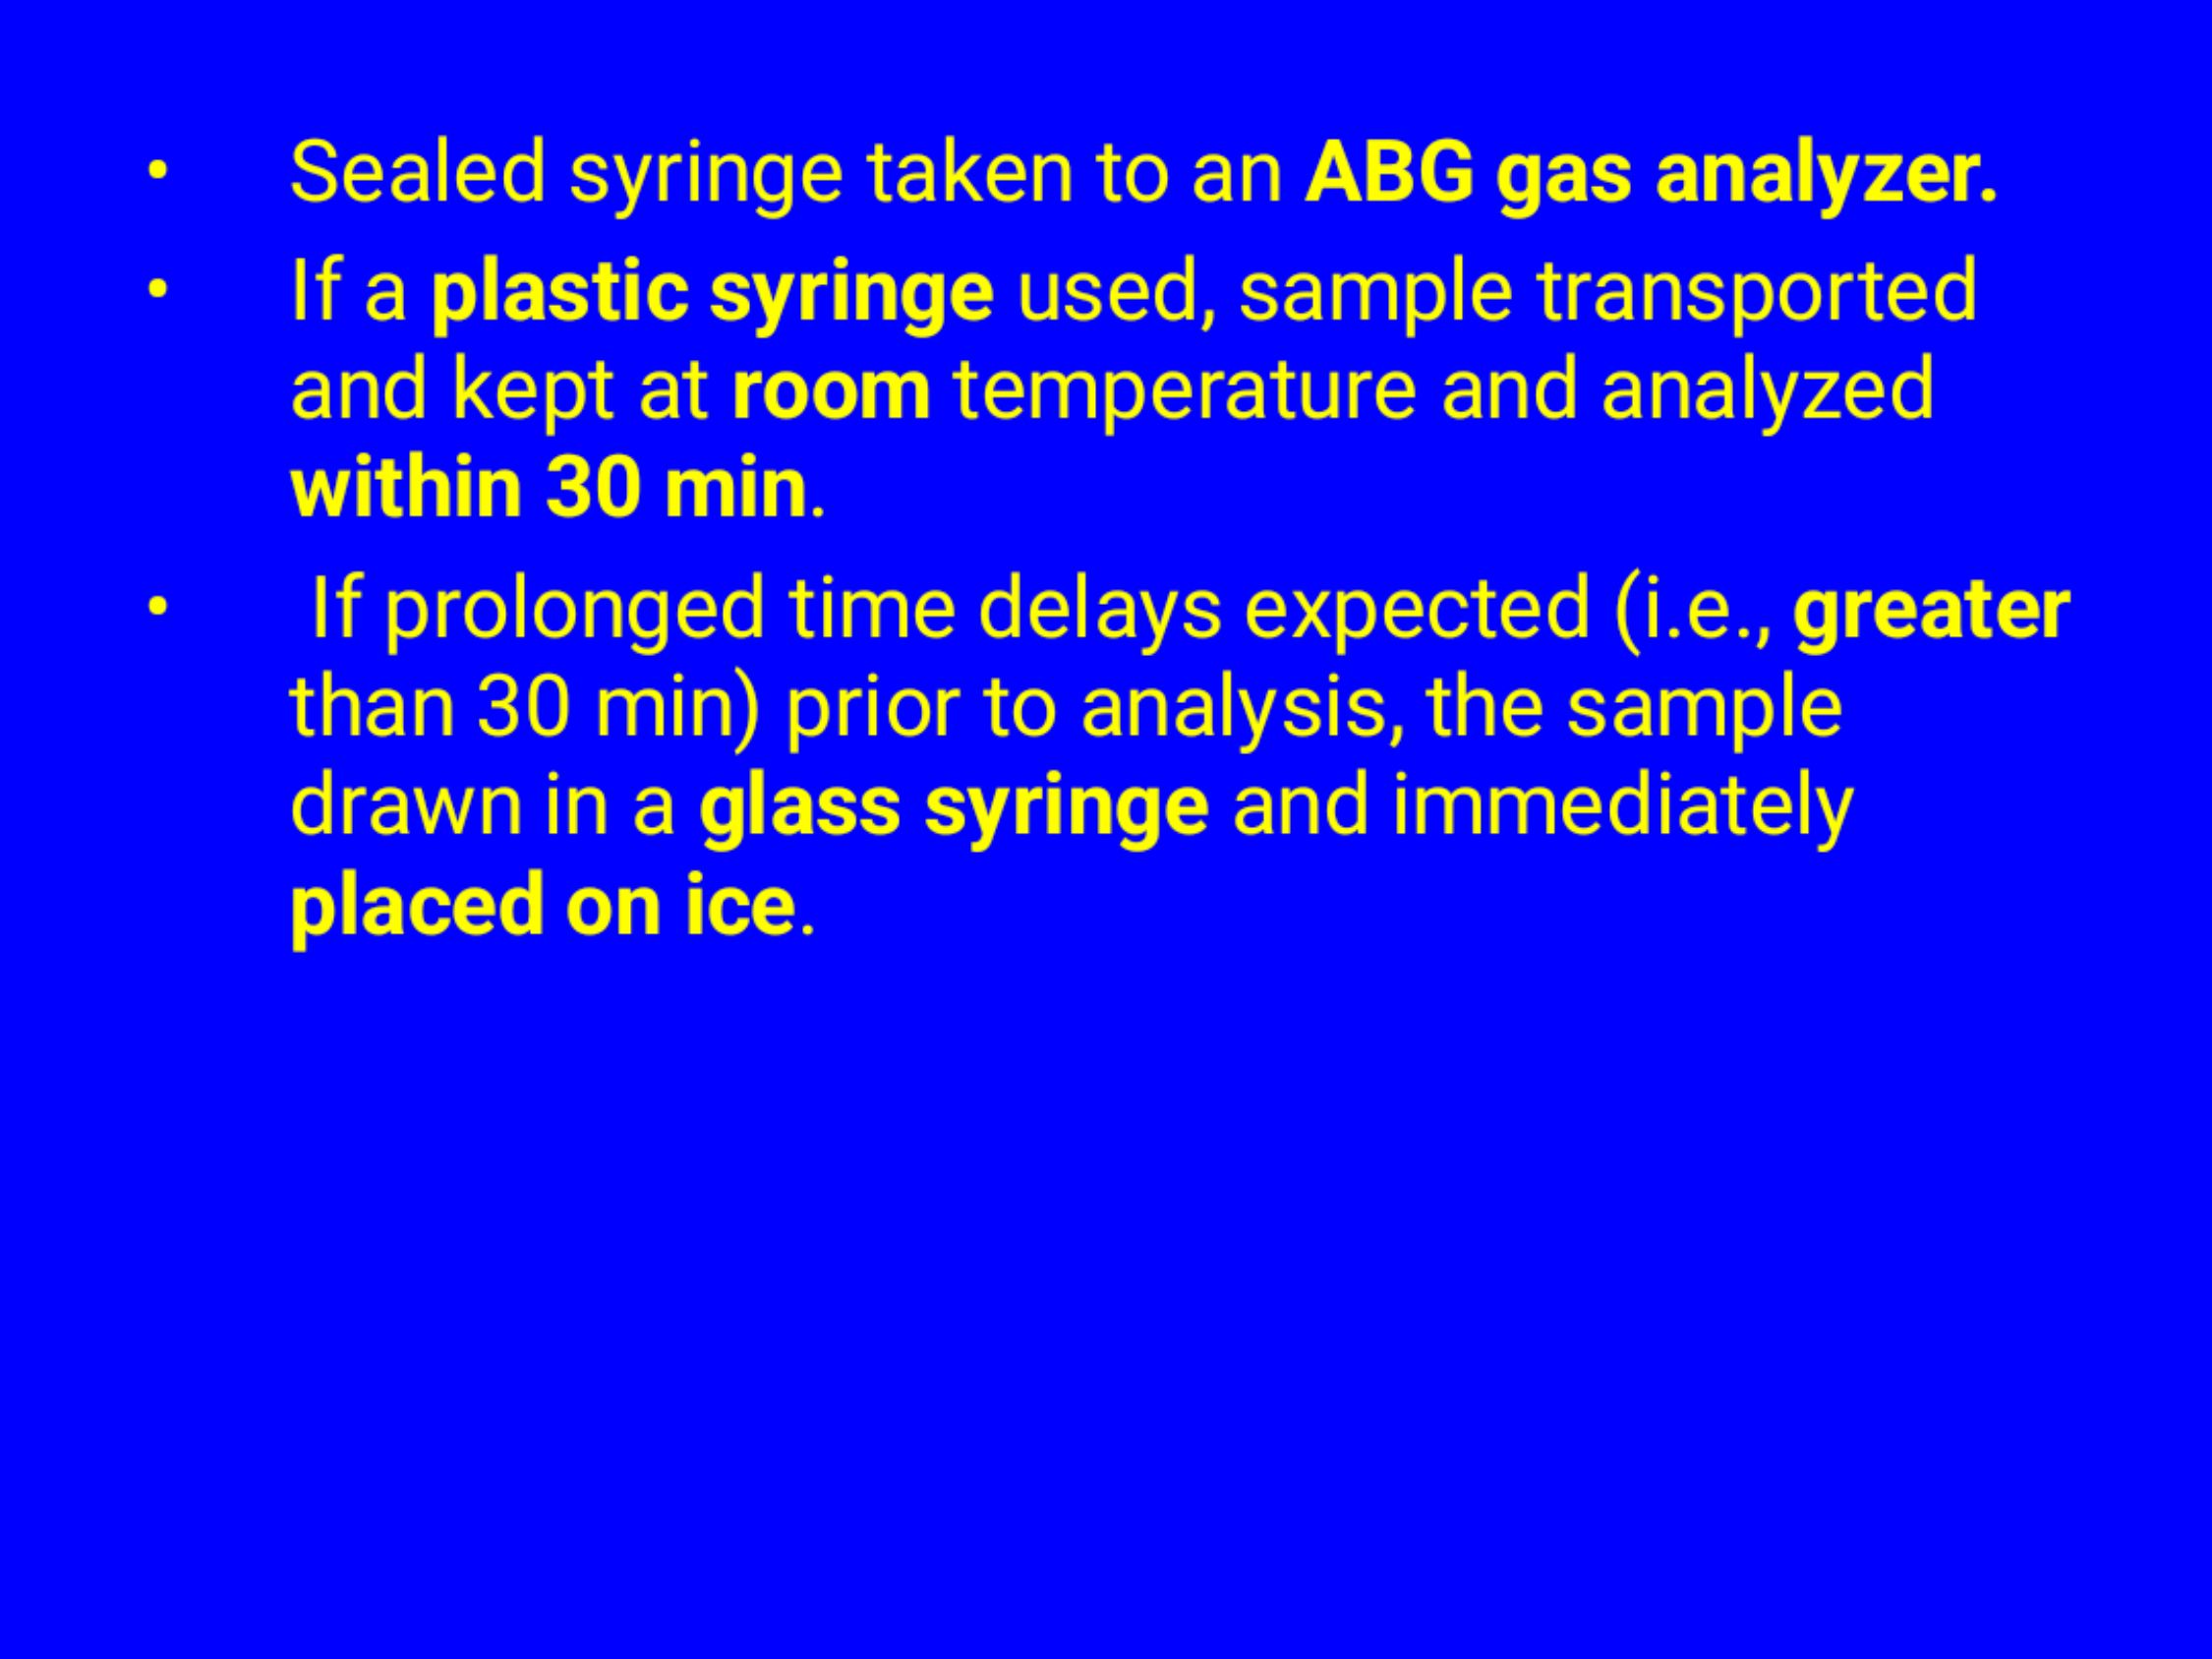 • Sealed syringe taken to an ABG gas analyzer.
• If a plastic syringe used, sample transported
and kept at room temperature and analyzed
within 30 min.
• If prolonged time delays expected (i.e., greater
than 30 min) prior to analysis, the sample
drawn in a glass syringe and immediately
placed on ice.